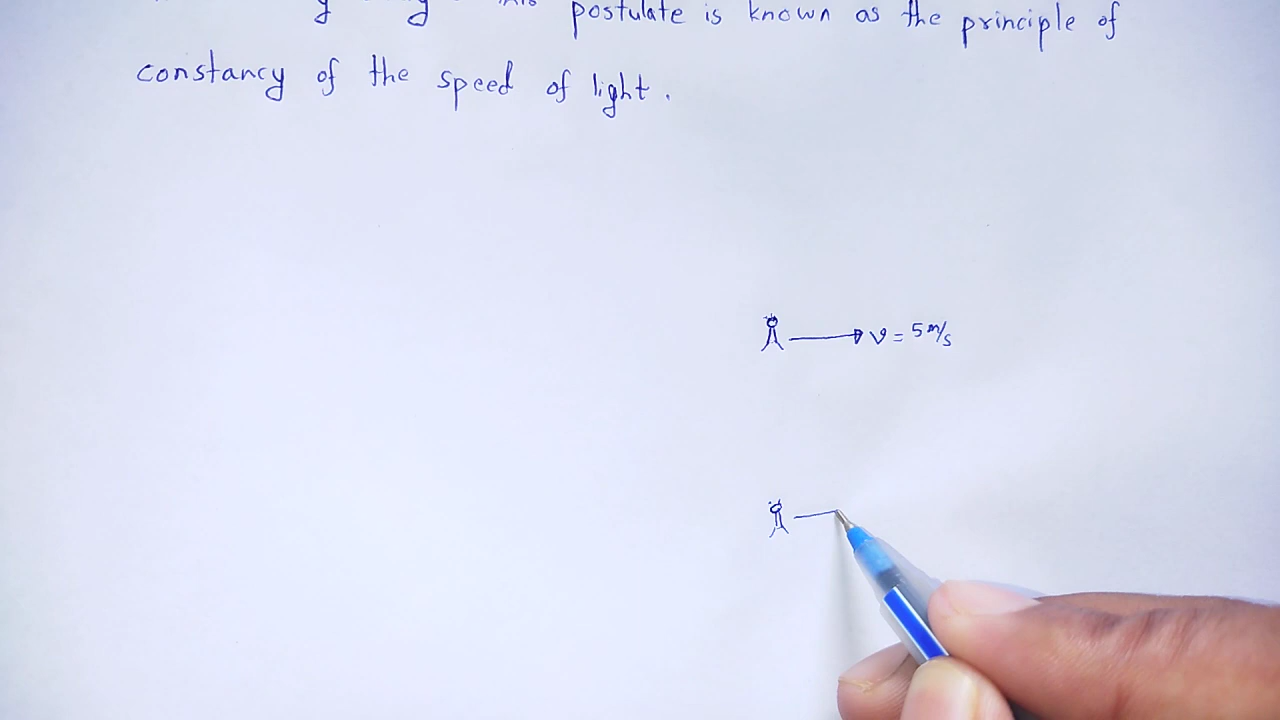 postulate is known as the principle of
constancy of the speed of light.
v = 5 m/s